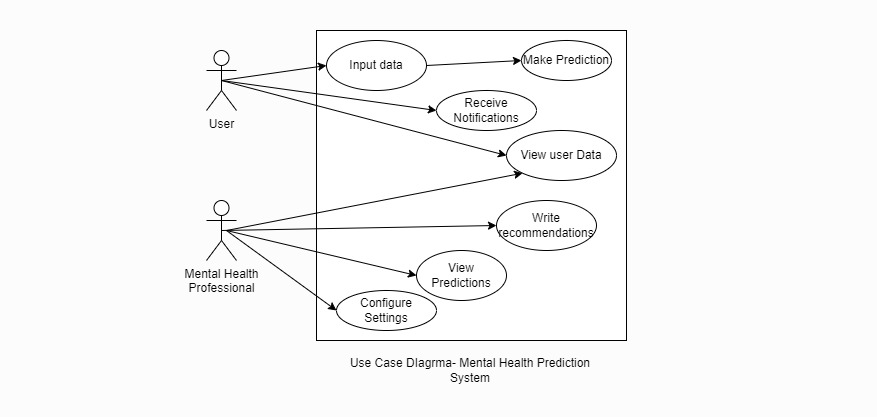 Input data
Make Prediction
Receive
Notifications
User
View user Data
Write
recommendations
Mental Health
Professional
View
Predictions
Configure
Settings
Use Case DIagrma- Mental Health Prediction
System